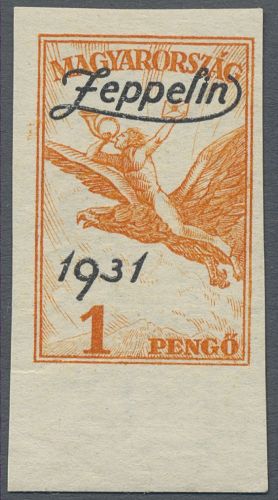 MAGYARORSZÁG
Zeppelin
1931
1 PENGŐ